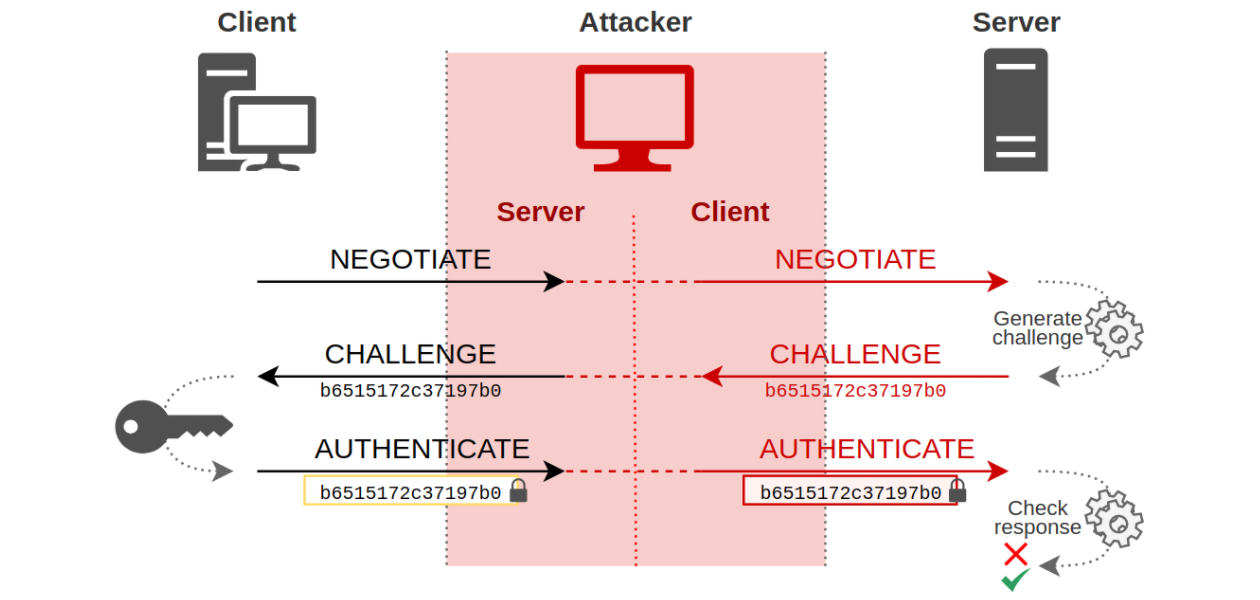 Client
Attacker
Server
Server
Client
NEGOTIATE
NEGOTIATE
Generate
challenge
CHALLENGE
b6515172c37197b0
CHALLENGE
b6515172c37197b0
AUTHENTICATE
b6515172c37197b0
AUTHENTICATE
b6515172c37197b0
Check
response